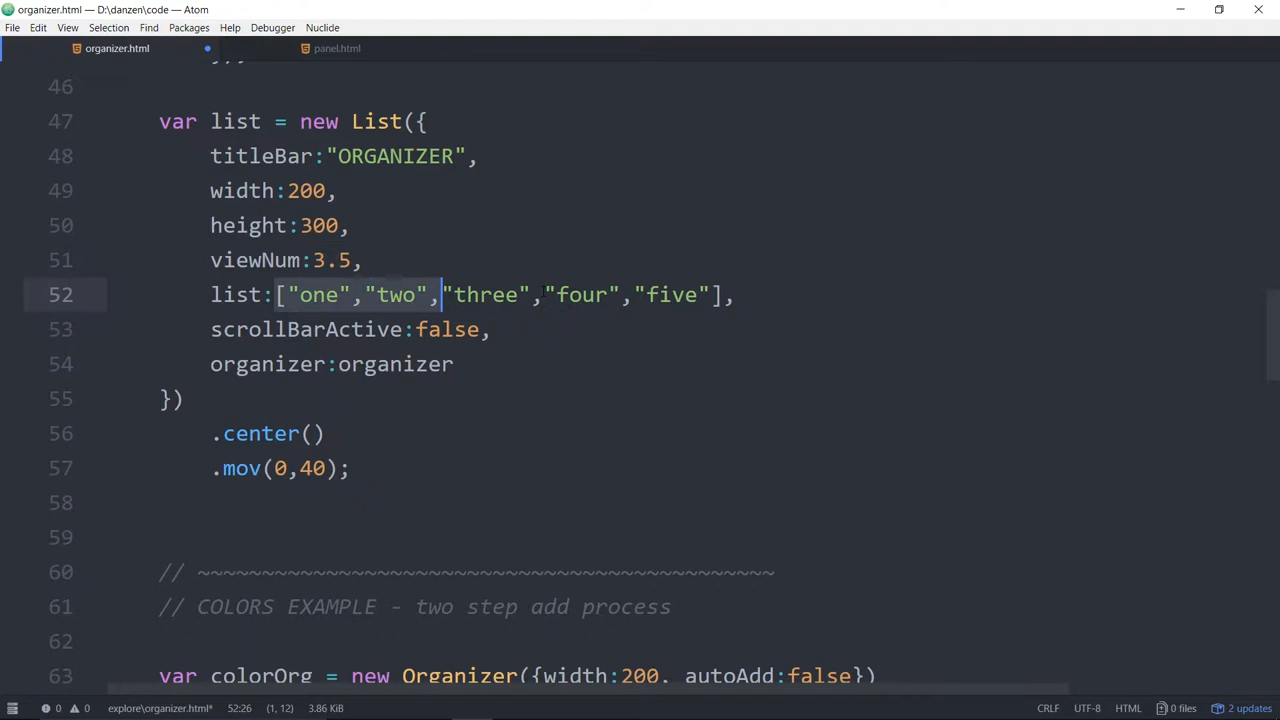 organizer.html — D:\danzen\code — Atom
File Edit View Selection Find Packages Help Debugger Nuclide
organizer.html panel.html
46
47 var list = new List({
48 titleBar:"ORGANIZER",
49 width:200,
50 height:300,
51 viewNum:3.5,
52 list:["one","two","three","four","five"],
53 scrollBarActive:false,
54 organizer:organizer
55 })
56 .center()
57 .mov(0,40);
58
59
60 // ~~~~~~~~~~~~~~~~~~~~~~~~~~~~~~~~~~~~~~~~~~~~~
61 // COLORS EXAMPLE - two step add process
62
63 var colorOrg = new Organizer({width:200, autoAdd:false})
0 0 explore\organizer.html* 52:26 (1, 12) 3.86 KiB CRLF UTF-8 HTML 0 files 2 updates